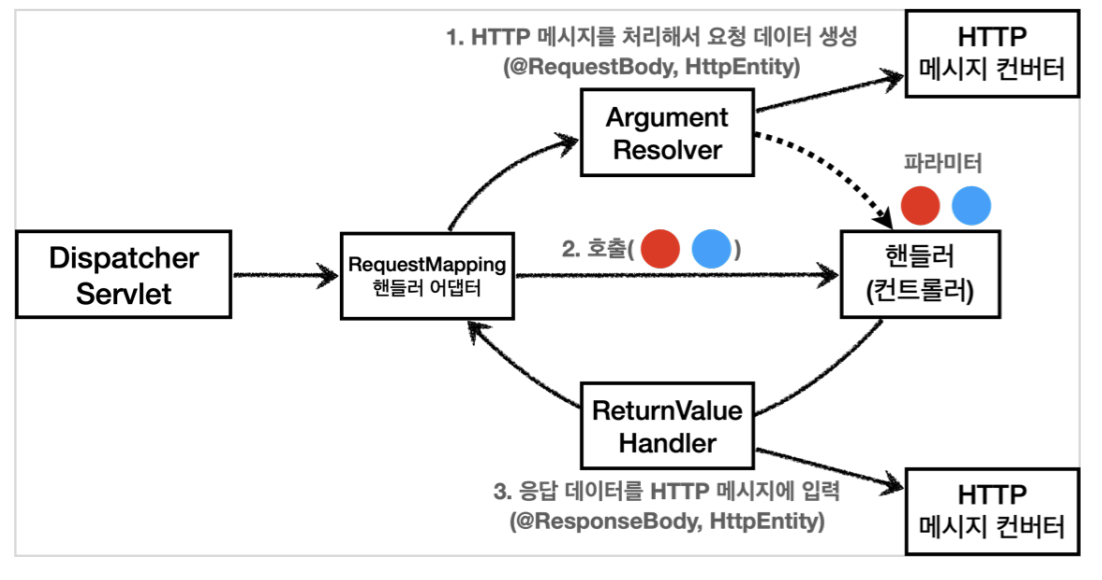 1. HTTP 메시지를 처리해서 요청 데이터 생성
(@RequestBody, HttpEntity)
HTTP
메시지 컨버터
Argument
Resolver
파라미터
Dispatcher
Servlet
RequestMapping
핸들러 어댑터
2. 호출( )
핸들러
(컨트롤러)
ReturnValue
Handler
3. 응답 데이터를 HTTP 메시지에 입력
(@ResponseBody, HttpEntity)
HTTP
메시지 컨버터